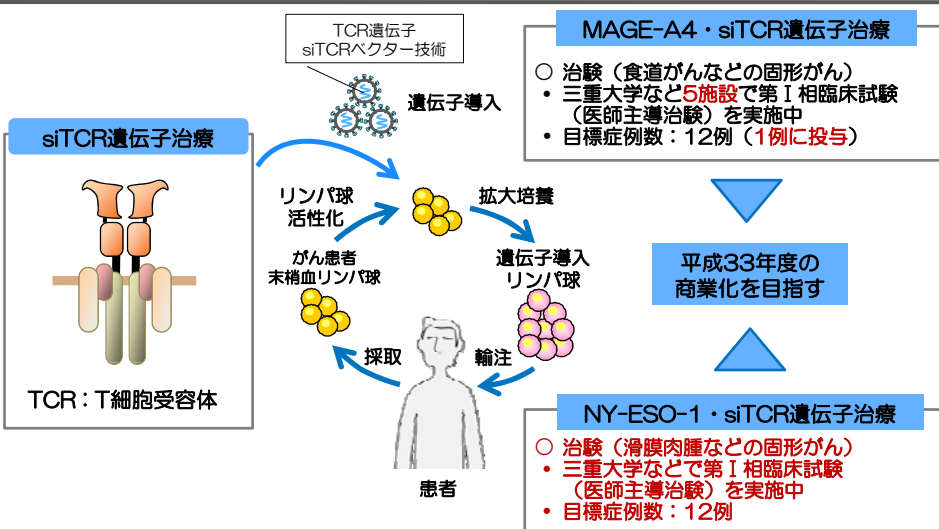 TCR遺伝子
siTCRベクター技術
遺伝子導入
siTCR遺伝子治療
TCR：T細胞受容体
リンパ球
活性化
拡大培養
がん患者
末梢血リンパ球
遺伝子導入
リンパ球
採取
輸注
患者
MAGE-A4・siTCR遺伝子治療
○ 治験（食道がんなどの固形がん）
• 三重大学など5施設で第Ⅰ相臨床試験
（医師主導治験）を実施中
• 目標症例数：12例（1例に投与）
平成33年度の
商業化を目指す
NY-ESO-1・siTCR遺伝子治療
○ 治験（滑膜肉腫などの固形がん）
• 三重大学などで第Ⅰ相臨床試験
（医師主導治験）を実施中
• 目標症例数：12例